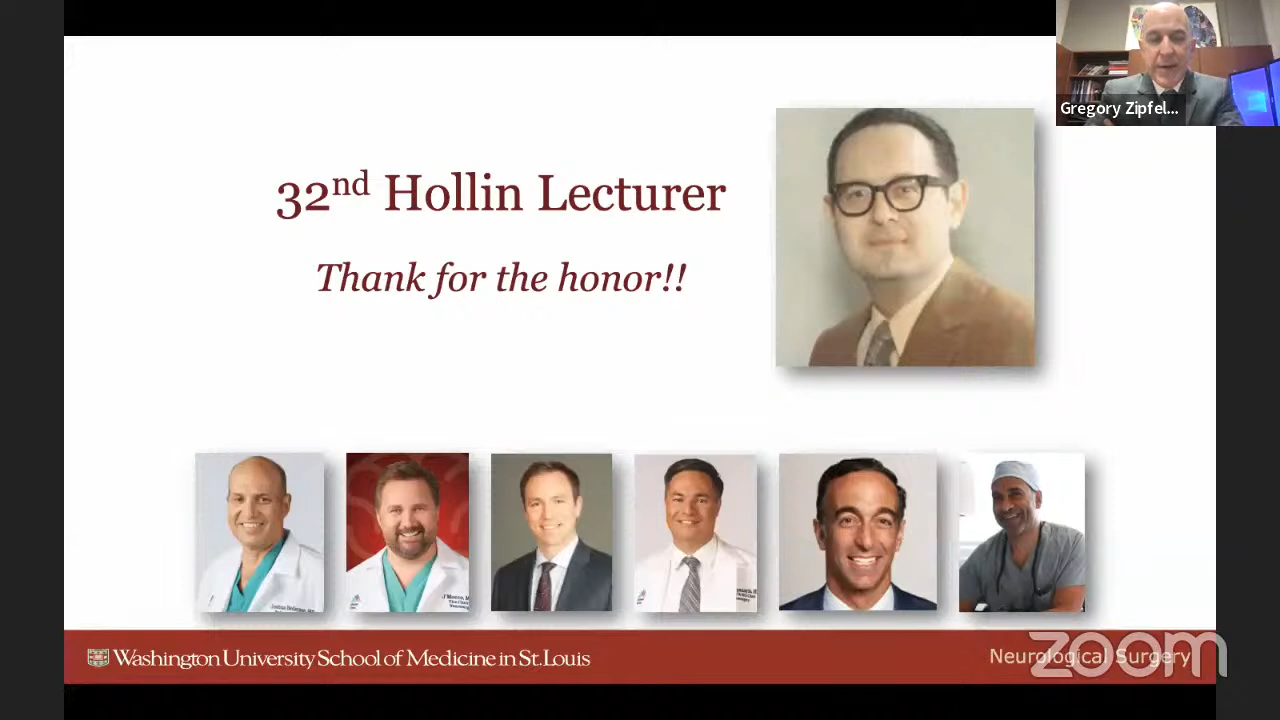 Gregory Zipfel...
32nd Hollin Lecturer
Thank for the honor!!
Washington University School of Medicine in St. Louis
Neurological Surgery
zoom